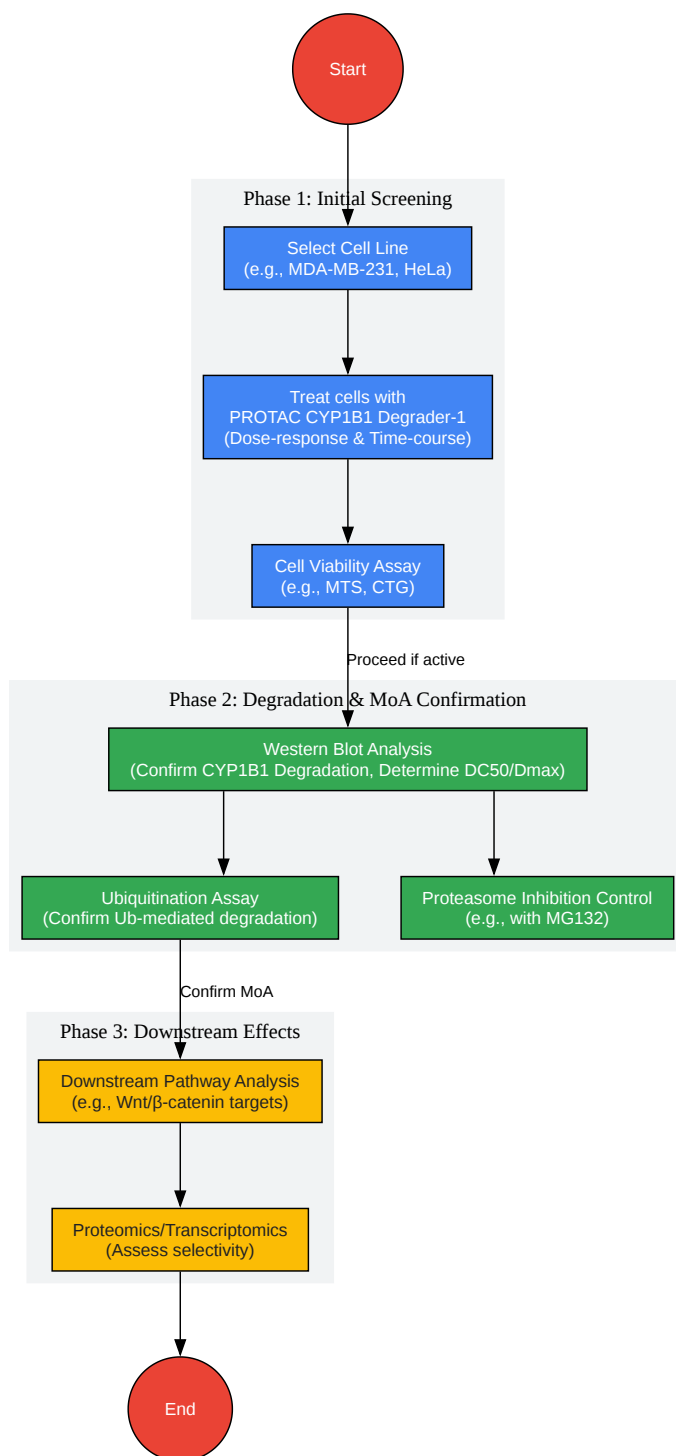 Start
Phase 1: Initial Screening
Select Cell Line
(e.g., MDA-MB-231, HeLa)
Treat cells with
PROTAC CYP1B1 Degrader-1
(Dose-response & Time-course)
Cell Viability Assay
(e.g., MTS, CTG)
Proceed if active
Phase 2: Degradation & MoA Confirmation
Western Blot Analysis
(Confirm CYP1B1 Degradation, Determine DC50/Dmax)
Ubiquitination Assay
(Confirm Ub-mediated degradation)
Proteasome Inhibition Control
(e.g., with MG132)
Confirm MoA
Phase 3: Downstream Effects
Downstream Pathway Analysis
(e.g., Wnt/β-catenin targets)
Proteomics/Transcriptomics
(Assess selectivity)
End